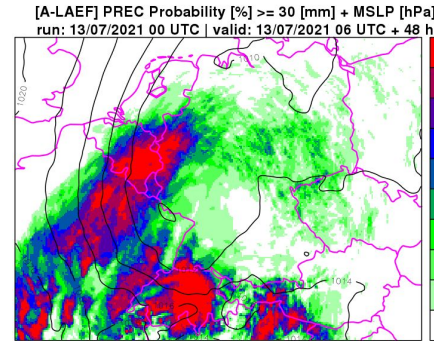 [A-LAEF] PREC Probability [%] >= 30 [mm] + MSLP [hPa]
run: 13/07/2021 00 UTC | valid: 13/07/2021 06 UTC + 48 h
1020
1014